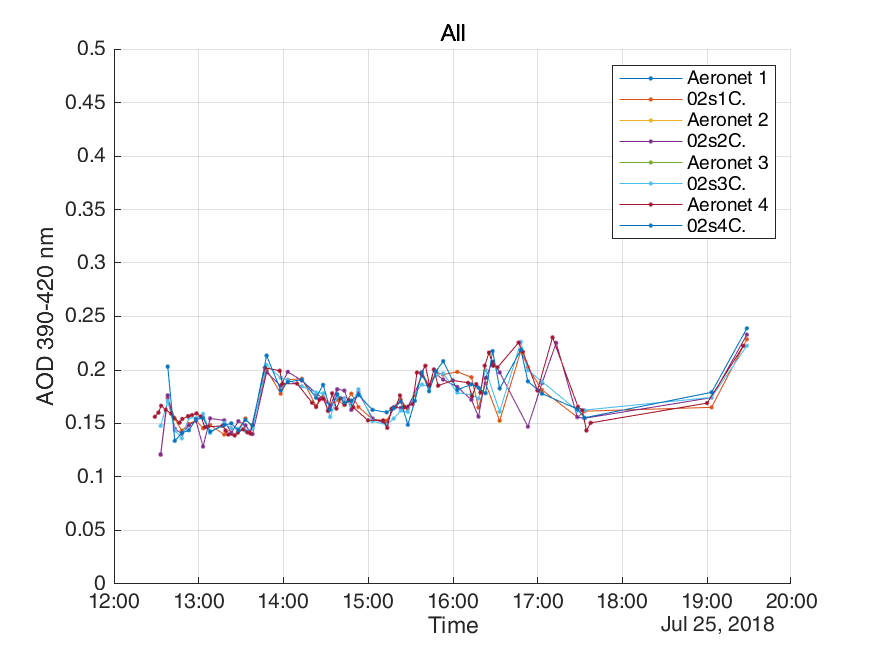 All
0.5
0.45
0.4
0.35
0.3
0.25
0.2
0.15
0.1
0.05
0
AOD 390-420 nm
Aeronet 1
02s1C.
Aeronet 2
02s2C.
Aeronet 3
02s3C.
Aeronet 4
02s4C.
12:00 13:00 14:00 15:00 16:00 17:00 18:00 19:00 20:00
Time
Jul 25, 2018